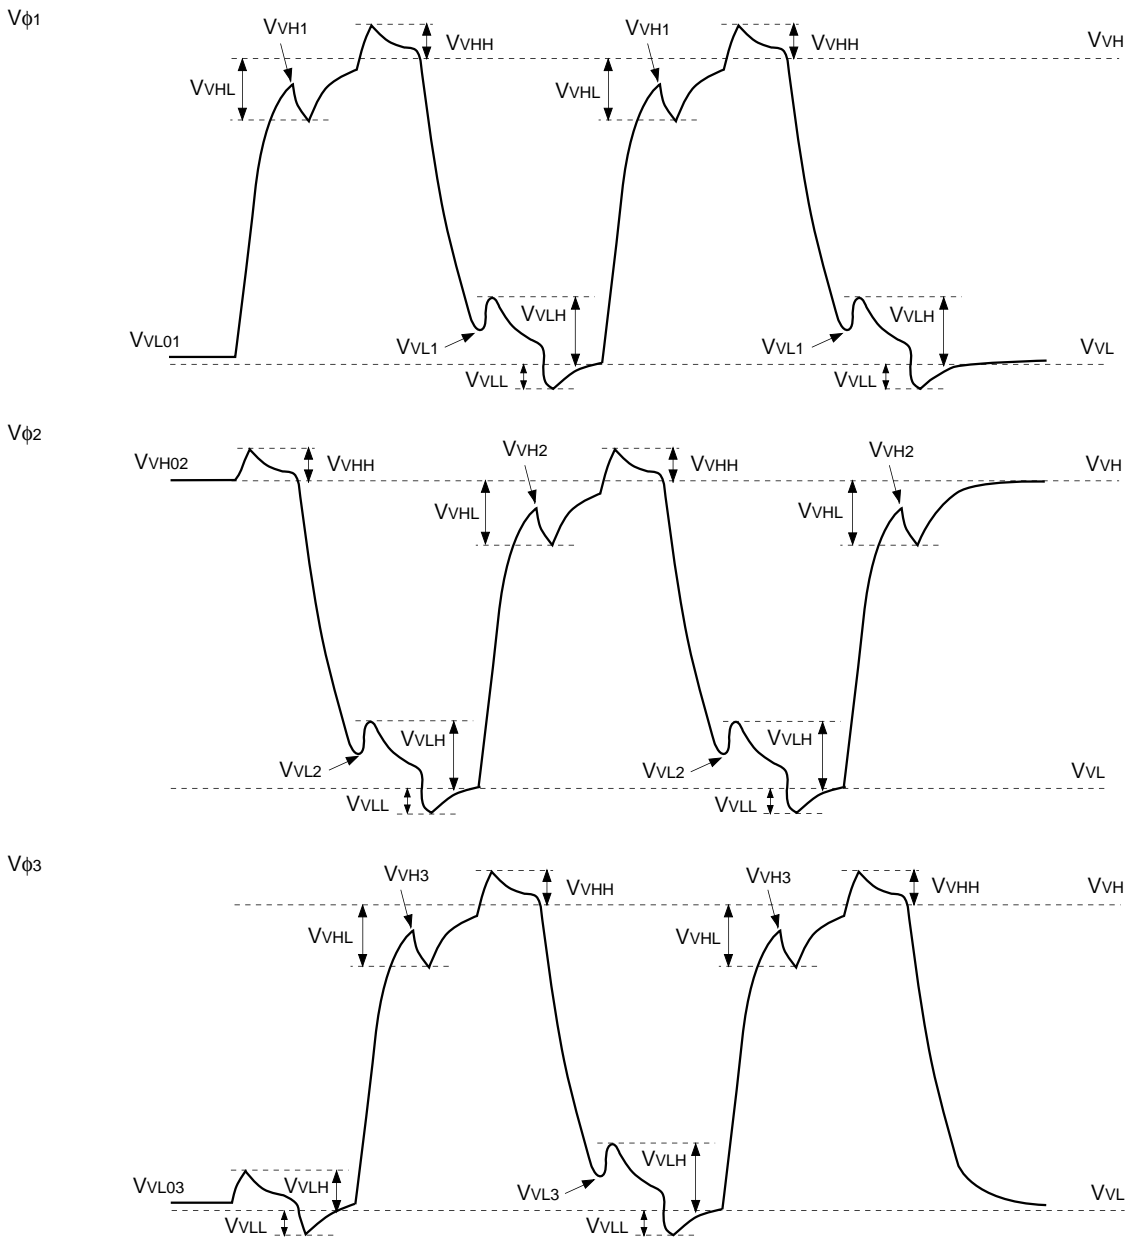 Vϕ1
VVH1 VVHH VVH1 VVHH VVH
VVHL VVHL
VVLH VVLH
VVL01 VVL1 VVL1 VVL
VVLL VVLL
Vϕ2
VVH02 VVHH VVH2 VVHH VVH2 VVH
VVHL VVHL
VVLH VVLH
VVL2 VVL2 VVL
VVLL VVLL
Vϕ3
VVH3 VVHH VVH3 VVHH VVH
VVHL VVHL
VVLH VVLH
VVL03 VVLH VVL3 VVL
VVLL VVLL